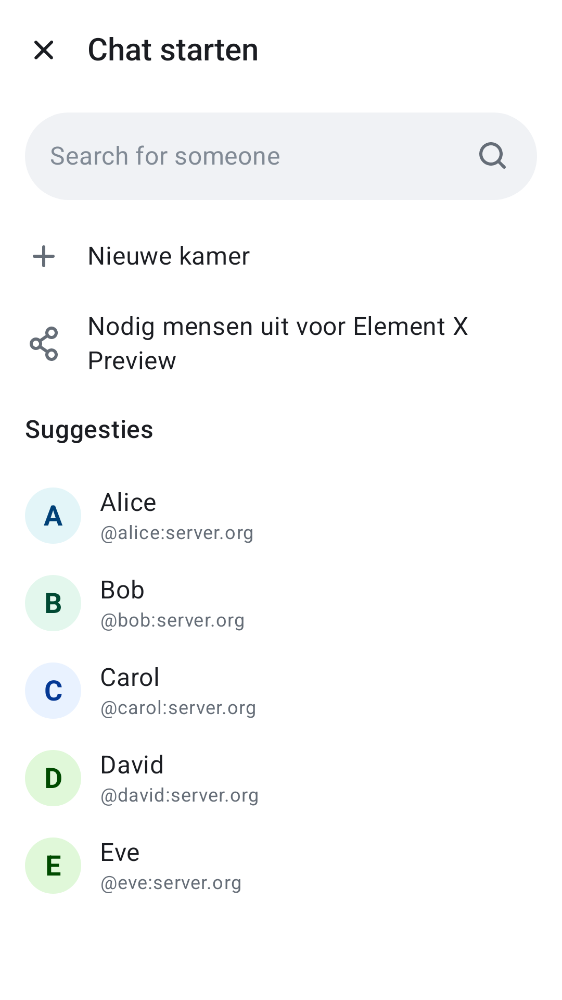 Chat starten
Search for someone
Nieuwe kamer
Nodig mensen uit voor Element X
Preview
Suggesties
A
Alice
@alice:server.org
B
Bob
@bob:server.org
C
Carol
@carol:server.org
D
David
@david:server.org
E
Eve
@eve:server.org